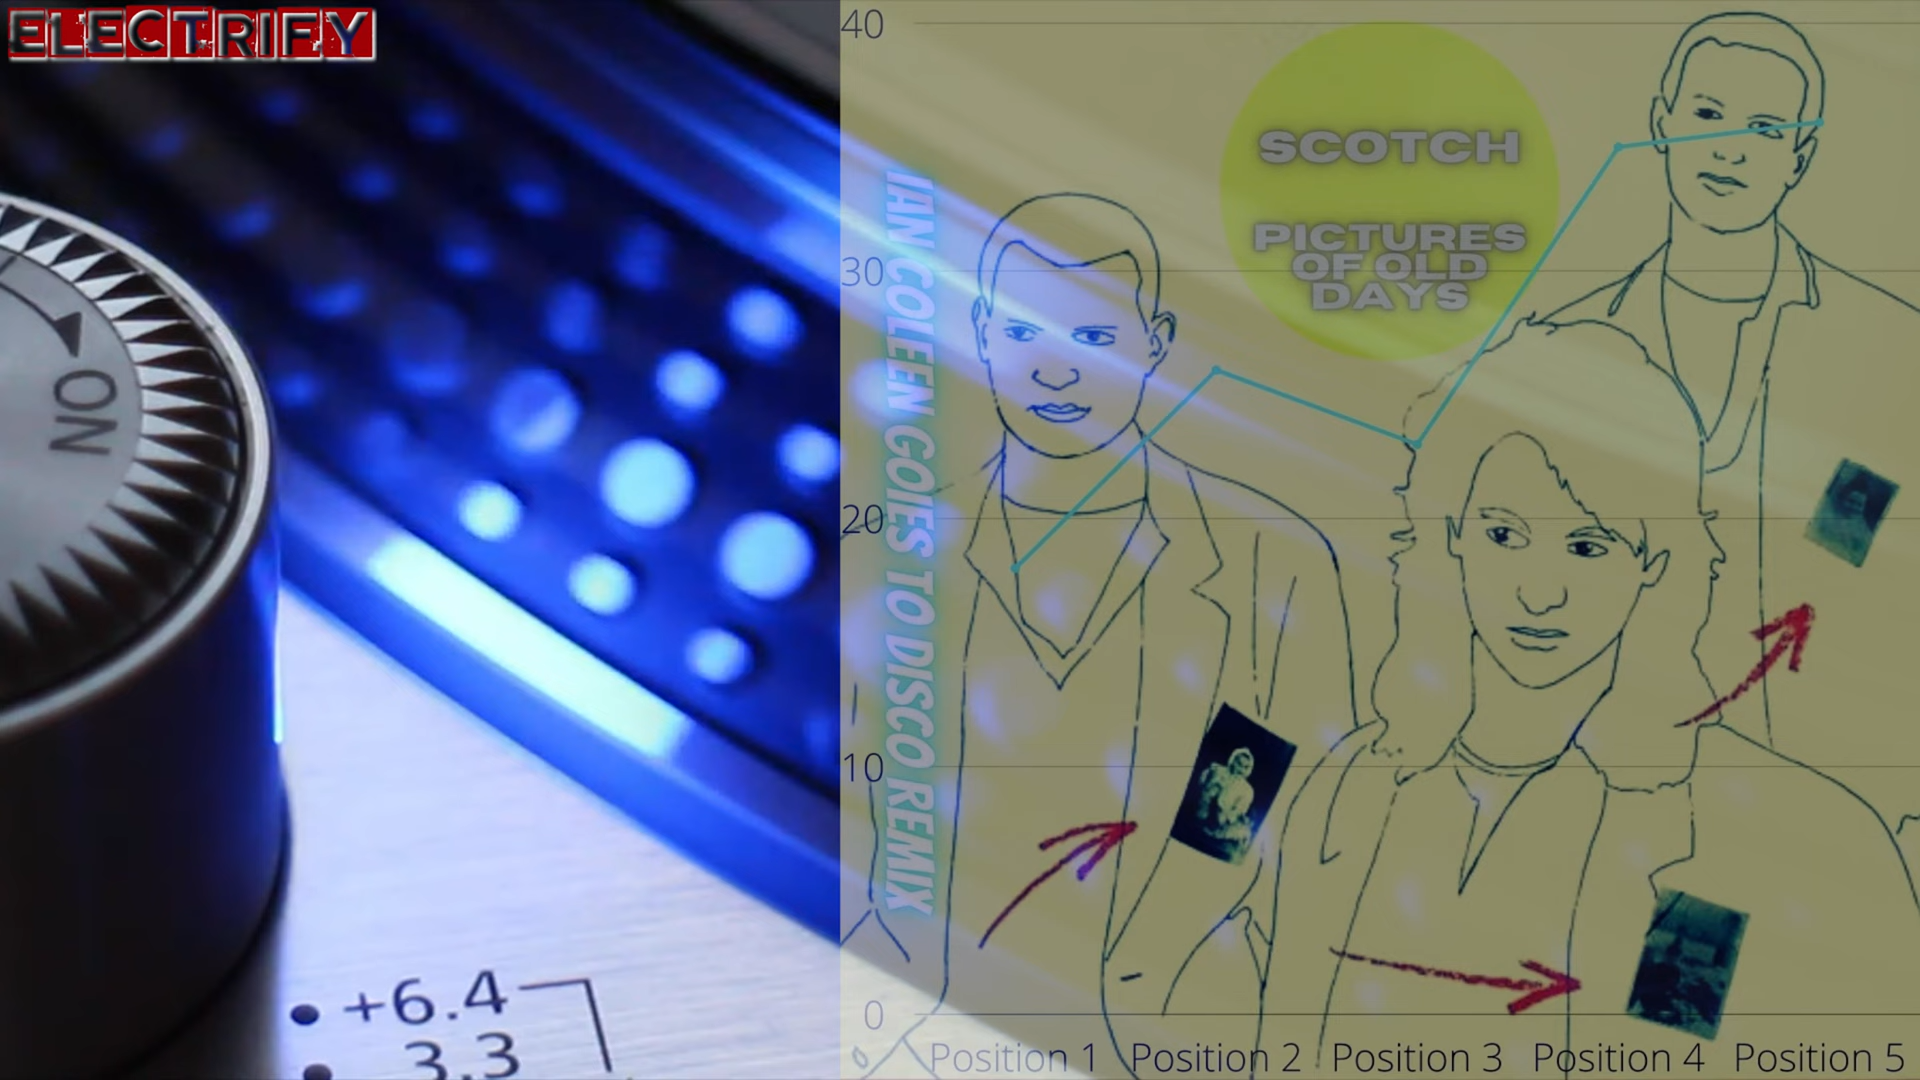 ELECTRIFY
SCOTCH
PICTURES
OF OLD
DAYS
IAN COLEEN GOIES TO DISCO REMIX
40
30
20
10
0
Position 1
Position 2
Position 3
Position 4
Position 5
ON
+6.4
3.3